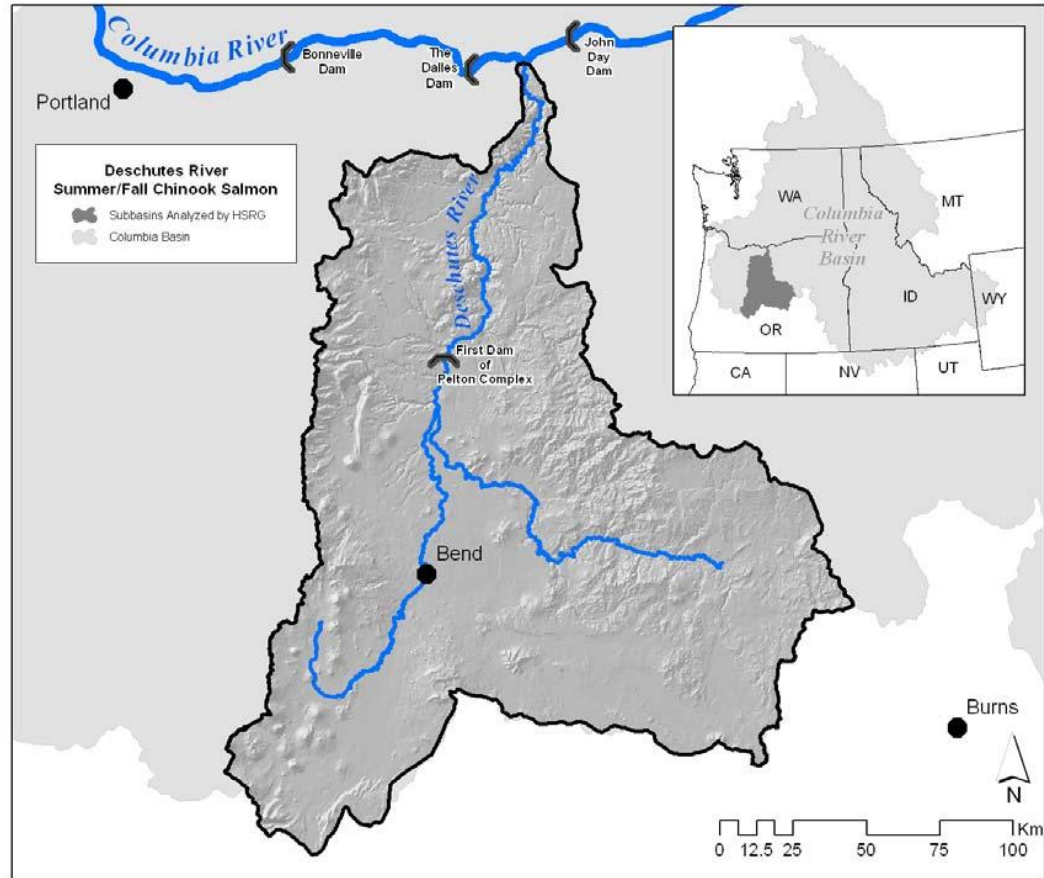 Columbia River
Bonneville
Dam
The
Dalles
Dam
John
Day
Dam
Portland
Deschutes River
Summer/Fall Chinook Salmon
Subbasins Analyzed by HSRG
Columbia Basin
WA
MT
Columbia
River
Basin
ID
WY
OR
CA
NV
UT
Deschutes River
First Dam
of
Pelton Complex
Bend
Burns
N
Km
0 12.5 25 50 75 100